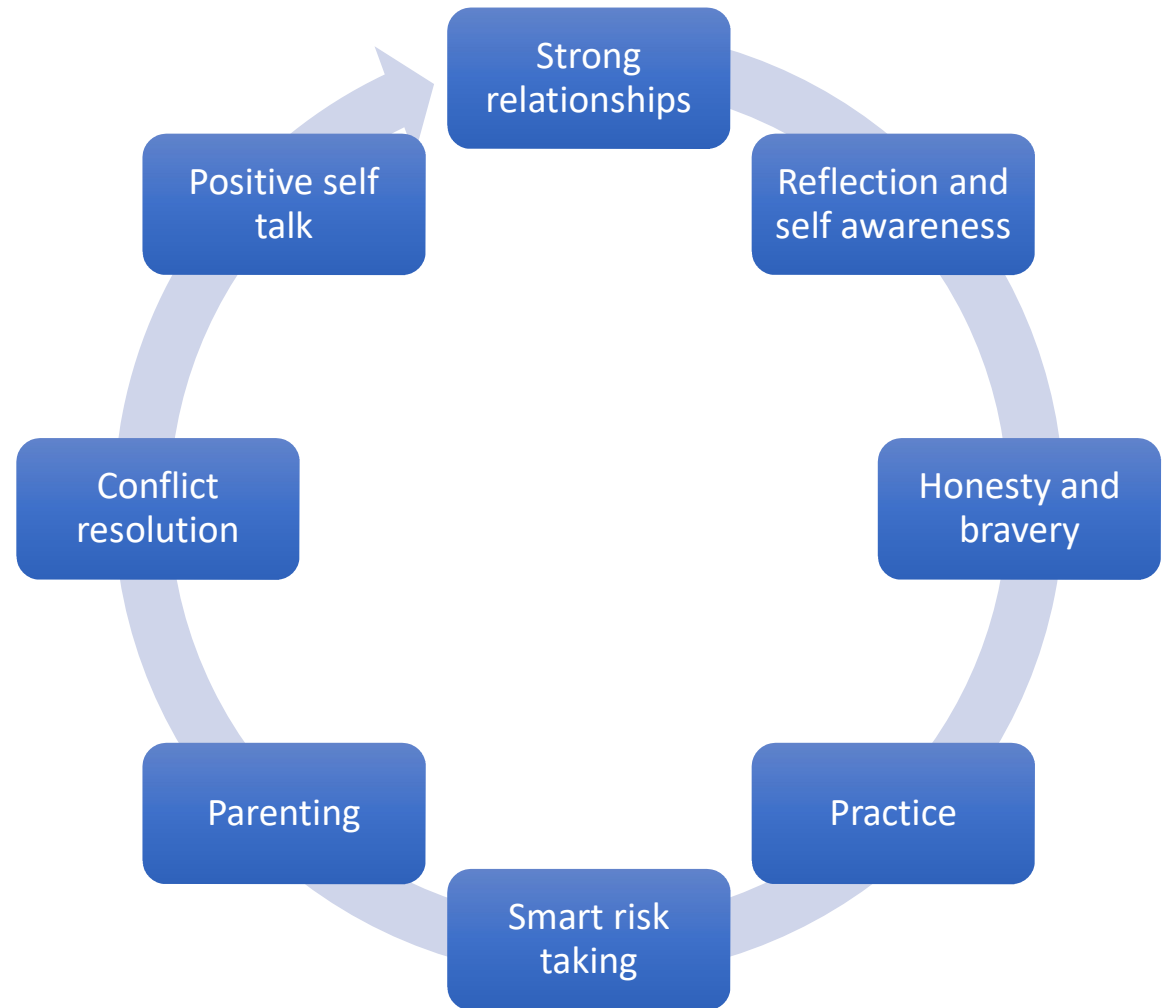 Strong
relationships
Reflection and
self awareness
Honesty and
bravery
Practice
Smart risk
taking
Parenting
Conflict
resolution
Positive self
talk